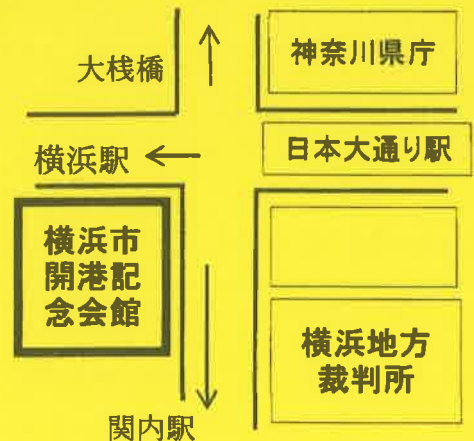 大桟橋
神奈川県庁
横浜駅
日本大通り駅
横浜市
開港記
念会館
横浜地方
裁判所
関内駅